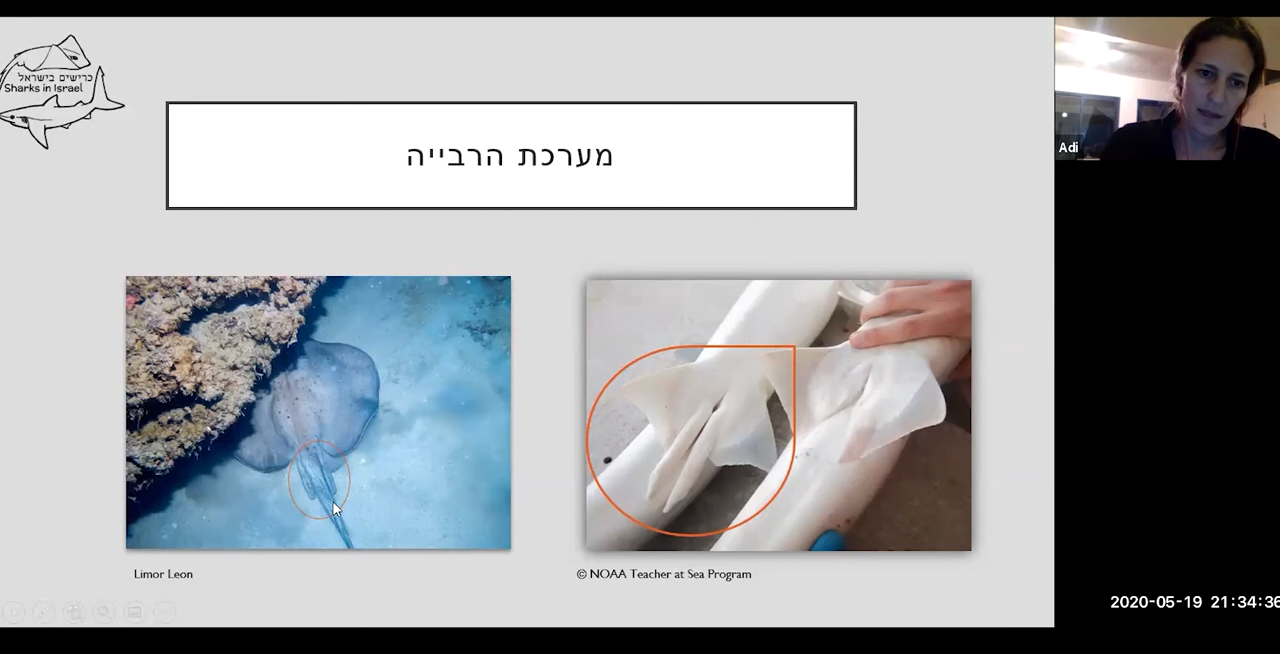 כרישים בישראל
Sharks in Israel
מערכת הרבייה
Adi
Limor Leon
© NOAA Teacher at Sea Program
2020-05-19 21:34:36